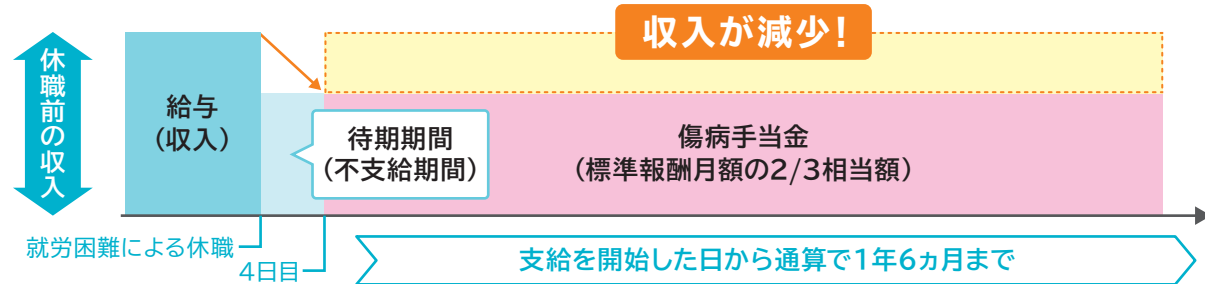 収入が減少！
休職前の収入
給与
（収入）
待期期間
（不支給期間）
傷病手当金
（標準報酬月額の2/3相当額）
就労困難による休職
4日目
支給を開始した日から通算で1年6ヵ月まで